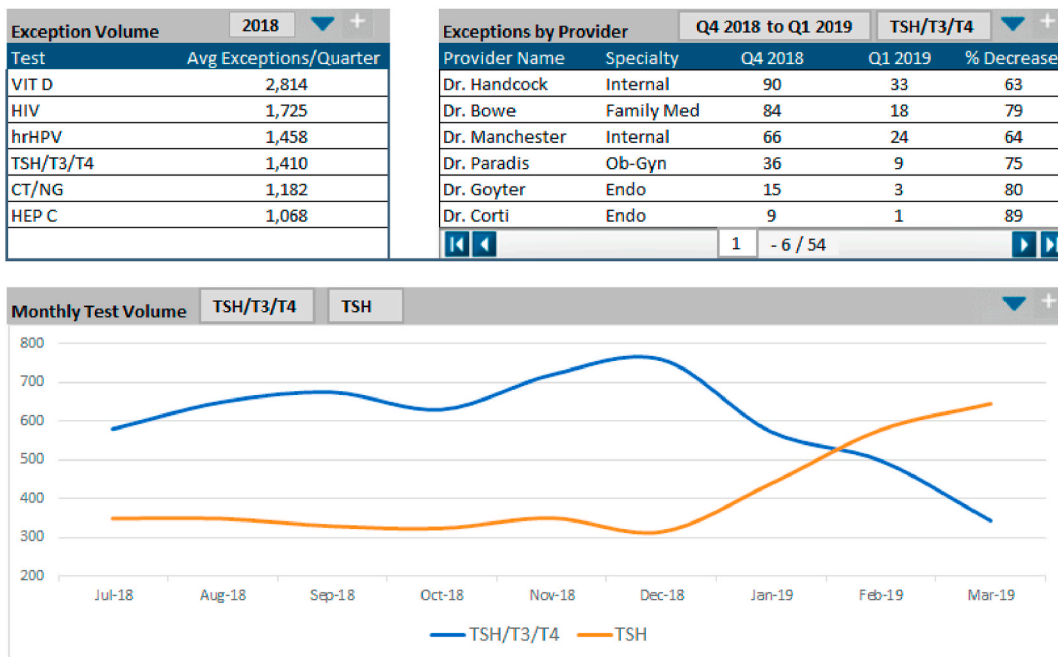 Exception Volume 2018 +
Test Avg Exceptions/Quarter
VIT D 2,814
HIV 1,725
hrHPV 1,458
TSH/T3/T4 1,410
CT/NG 1,182
HEP C 1,068
Exceptions by Provider Q4 2018 to Q1 2019 TSH/T3/T4 +
Provider Name Specialty Q4 2018 Q1 2019 % Decrease
Dr. Handcock Internal 90 33 63
Dr. Bowe Family Med 84 18 79
Dr. Manchester Internal 66 24 64
Dr. Paradis Ob-Gyn 36 9 75
Dr. Goyter Endo 15 3 80
Dr. Corti Endo 9 1 89
1 - 6 / 54
Monthly Test Volume TSH/T3/T4 TSH +
800
700
600
500
400
300
200
Jul-18 Aug-18 Sep-18 Oct-18 Nov-18 Dec-18 Jan-19 Feb-19 Mar-19
TSH/T3/T4 TSH